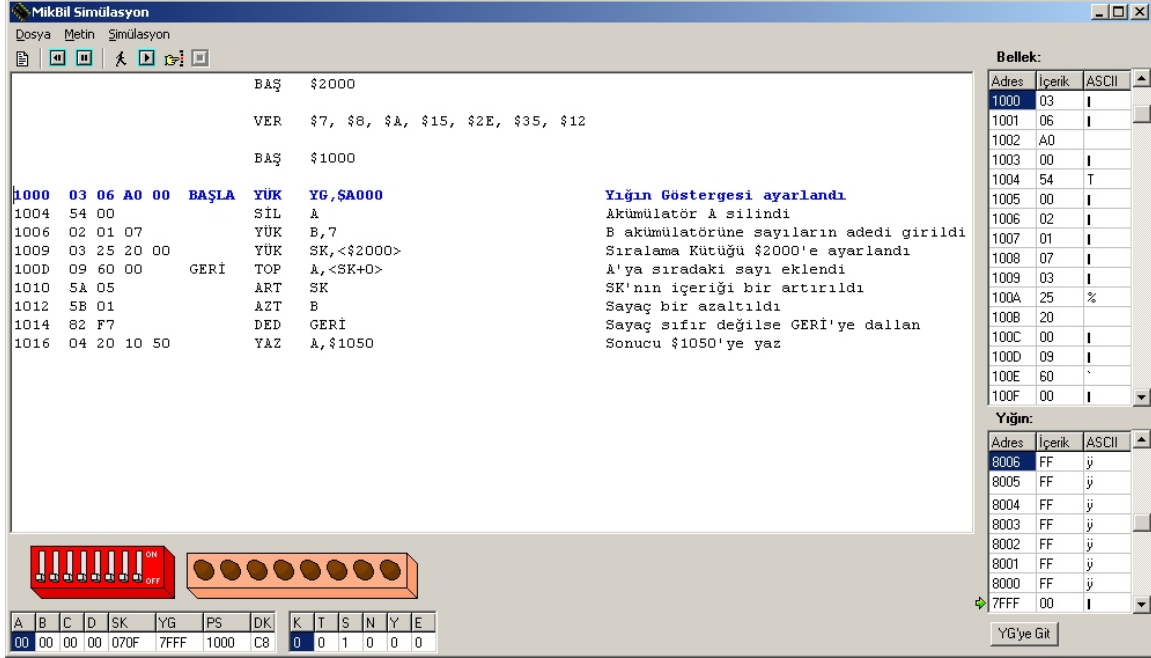 MikBil Simülasyon
Dosya Metin Simülasyon
BAŞ $2000
VER $7, $8, $A, $15, $2E, $35, $12
BAŞ $1000
1000 03 06 A0 00 BAŞLA YÜK YG,$A000 Yığın Göstergesi ayarlandı
1004 54 00 SİL A Akümülatör A silindi
1006 02 01 07 YÜK B,7 B akümülatörüne sayıların adedi girildi
1009 03 25 20 00 YÜK SK,<$2000> Sıralama Kütüğü $2000'e ayarlandı
100D 09 60 00 GERİ TOP A,<SK+0> A'ya sıradaki sayı eklendi
1010 5A 05 ART SK SK'nın içeriği bir artırıldı
1012 5B 01 AZT B Sayaç bir azaltıldı
1014 82 F7 DED GERİ Sayaç sıfır değilse GERİ'ye dallan
1016 04 20 10 50 YAZ A,$1050 Sonucu $1050'ye yaz
Bellek:
Adres İçerik ASCII
1000 03
1001 06
1002 A0
1003 00
1004 54 T
1005 00
1006 02
1007 01
1008 07
1009 03
100A 25 %
100B 20
100C 00
100D 09
100E 60 `
100F 00
Yığın:
Adres İçerik ASCII
8006 FF ÿ
8005 FF ÿ
8004 FF ÿ
8003 FF ÿ
8002 FF ÿ
8001 FF ÿ
8000 FF ÿ
7FFF 00
YG'ye Git
ON
OFF
A B C D SK YG PS DK K T S N Y E
00 00 00 00 070F 7FFF 1000 C8 0 0 1 0 0 0